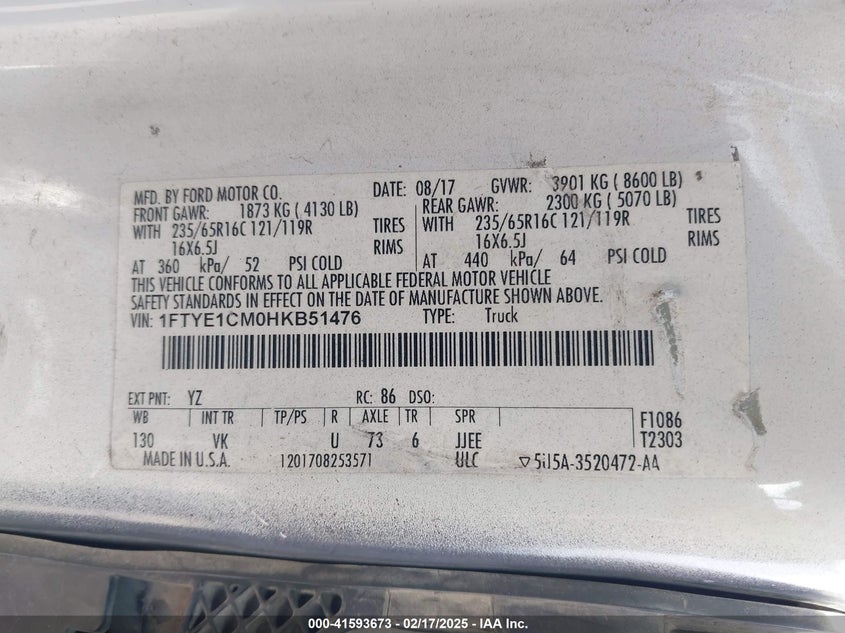 MFD. BY FORD MOTOR CO. DATE: 08/17 GVWR: 3901 KG ( 8600 LB)
FRONT GAWR: 1873 KG ( 4130 LB) REAR GAWR: 2300 KG ( 5070 LB)
WITH 235/65R16C 121/119R TIRES WITH 235/65R16C 121/119R TIRES
16X6.5J RIMS 16X6.5J RIMS
AT 360 kPa/ 52 PSI COLD AT 440 kPa/ 64 PSI COLD
THIS VEHICLE CONFORMS TO ALL APPLICABLE FEDERAL MOTOR VEHICLE
SAFETY STANDARDS IN EFFECT ON THE DATE OF MANUFACTURE SHOWN ABOVE.
VIN: 1FTYE1CM0HKB51476 TYPE: Truck
EXT PNT: YZ RC: 86 DSO:
WB INT TR TP/PS R AXLE TR SPR F1086
130 VK - U 73 6 JJEE T2303
MADE IN U.S.A. 1201708253571 ULC
000-41593673 - 02/17/2025 - IAA Inc.